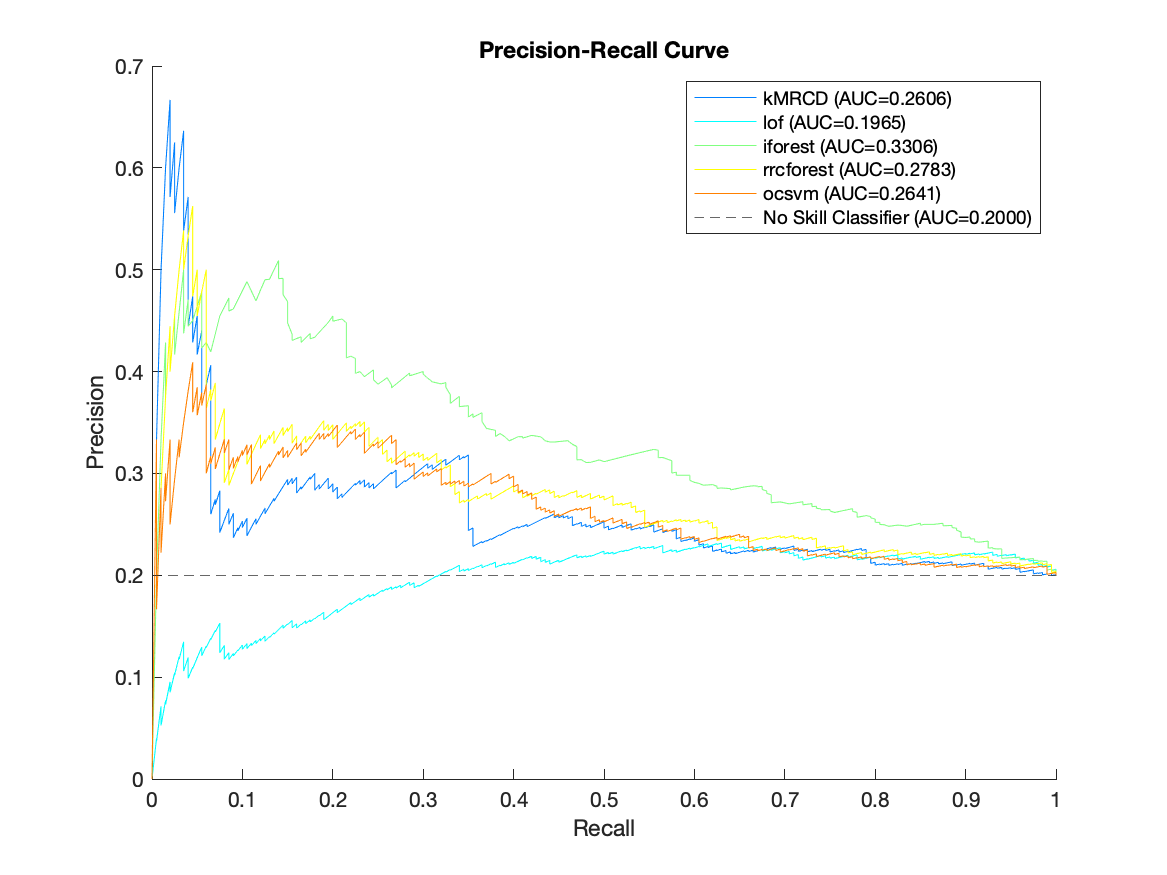 Precision-Recall Curve
kMRCD (AUC=0.2606)
lof (AUC=0.1965)
iforest (AUC=0.3306)
rrcforest (AUC=0.2783)
ocsvm (AUC=0.2641)
No Skill Classifier (AUC=0.2000)
0.7
0.6
0.5
0.4
0.3
0.2
0.1
0
Precision
0 0.1 0.2 0.3 0.4 0.5 0.6 0.7 0.8 0.9 1
Recall